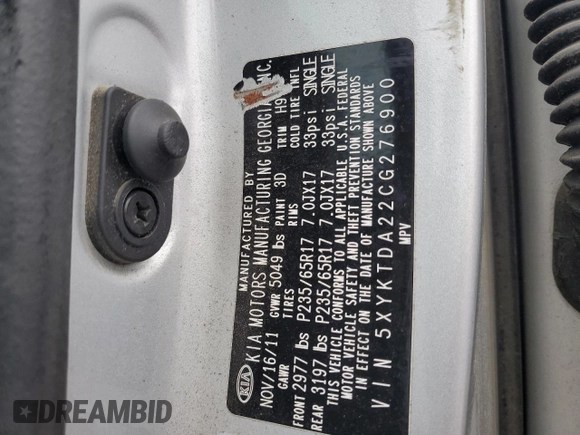 MANUFACTURED BY
KIA KIA MOTORS MANUFACTURING GEORGIA, INC.
NOV/16/11 GVWR 5049 lbs PAINT 3D TRIM H9
GAWR TIRES RIMS COLD TIRE INFL
FRONT 2977 lbs P235/65R17 7.0JX17 33psi SINGLE
REAR 3197 lbs P235/65R17 7.0JX17 33psi SINGLE
THIS VEHICLE CONFORMS TO ALL APPLICABLE U.S.A. FEDERAL
MOTOR VEHICLE SAFETY AND THEFT PREVENTION STANDARDS
IN EFFECT ON THE DATE OF MANUFACTURE SHOWN ABOVE
VIN 5XYKTDA22CG276900
MPV
DREAMBID